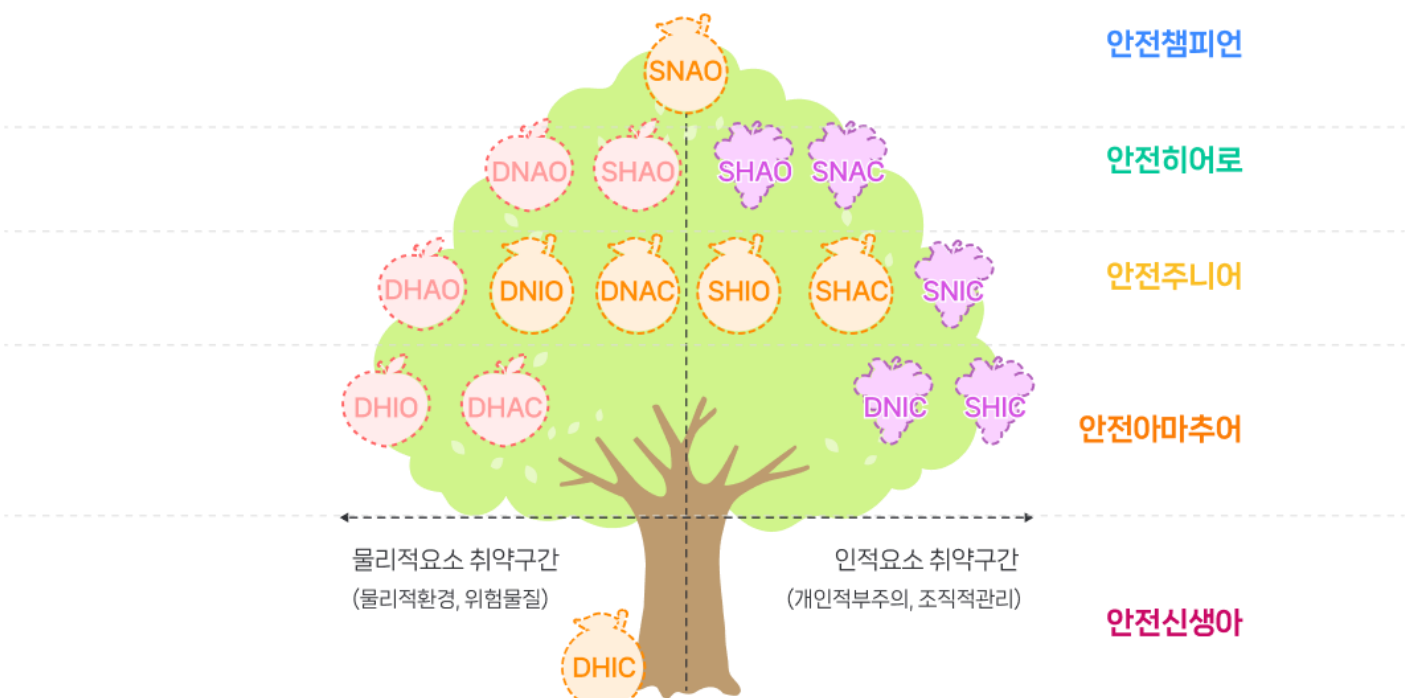 SNAO
안전챔피언
DNAO SHAO SHAO SNAC
안전히어로
DHAO DNIO DNAC SHIO SHAC SNIC
안전주니어
DHIO DHAC DNIC SHIC
안전아마추어
물리적요소 취약구간
(물리적환경, 위험물질)
인적요소 취약구간
(개인적부주의, 조직적관리)
안전신생아
DHIC